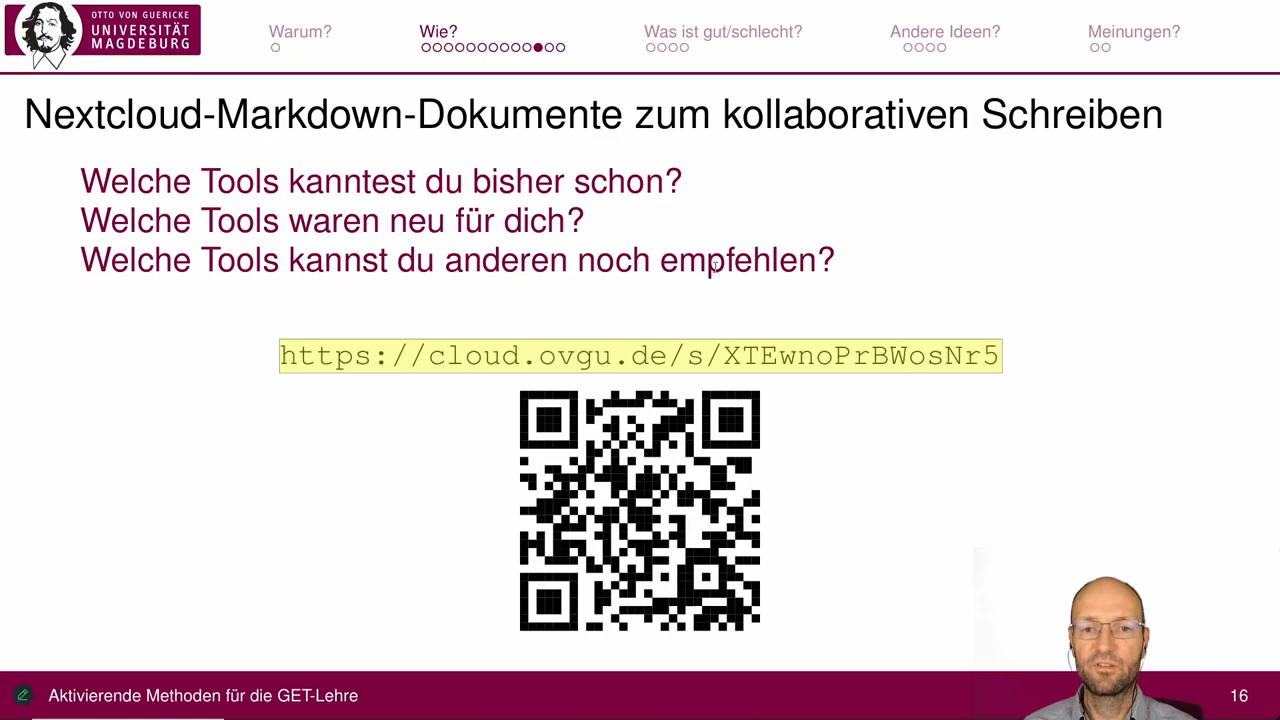 OTTO VON GUERICKE
UNIVERSITÄT
MAGDEBURG
Warum?
Wie?
Was ist gut/schlecht?
Andere Ideen?
Meinungen?
Nextcloud-Markdown-Dokumente zum kollaborativen Schreiben
Welche Tools kanntest du bisher schon?
Welche Tools waren neu für dich?
Welche Tools kannst du anderen noch empfehlen?
https://cloud.ovgu.de/s/XTEwnoPrBWosNr5
Aktivierende Methoden für die GET-Lehre
16